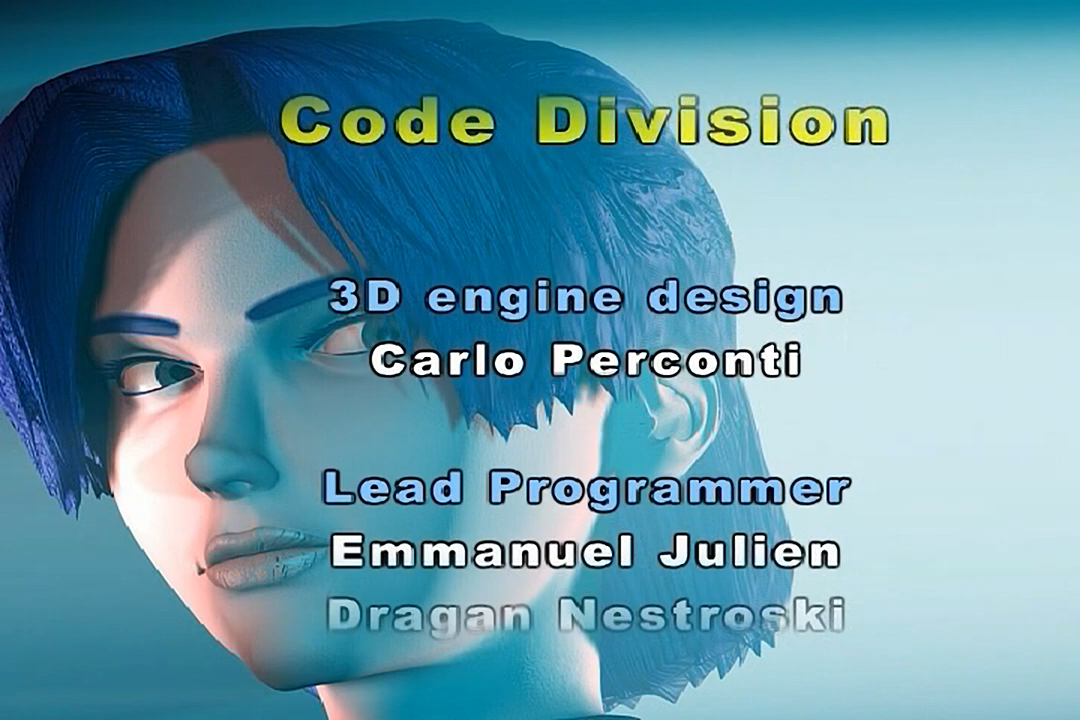 Code Division
3D engine design
Carlo Perconti
Lead Programmer
Emmanuel Julien
Dragan Nestroski